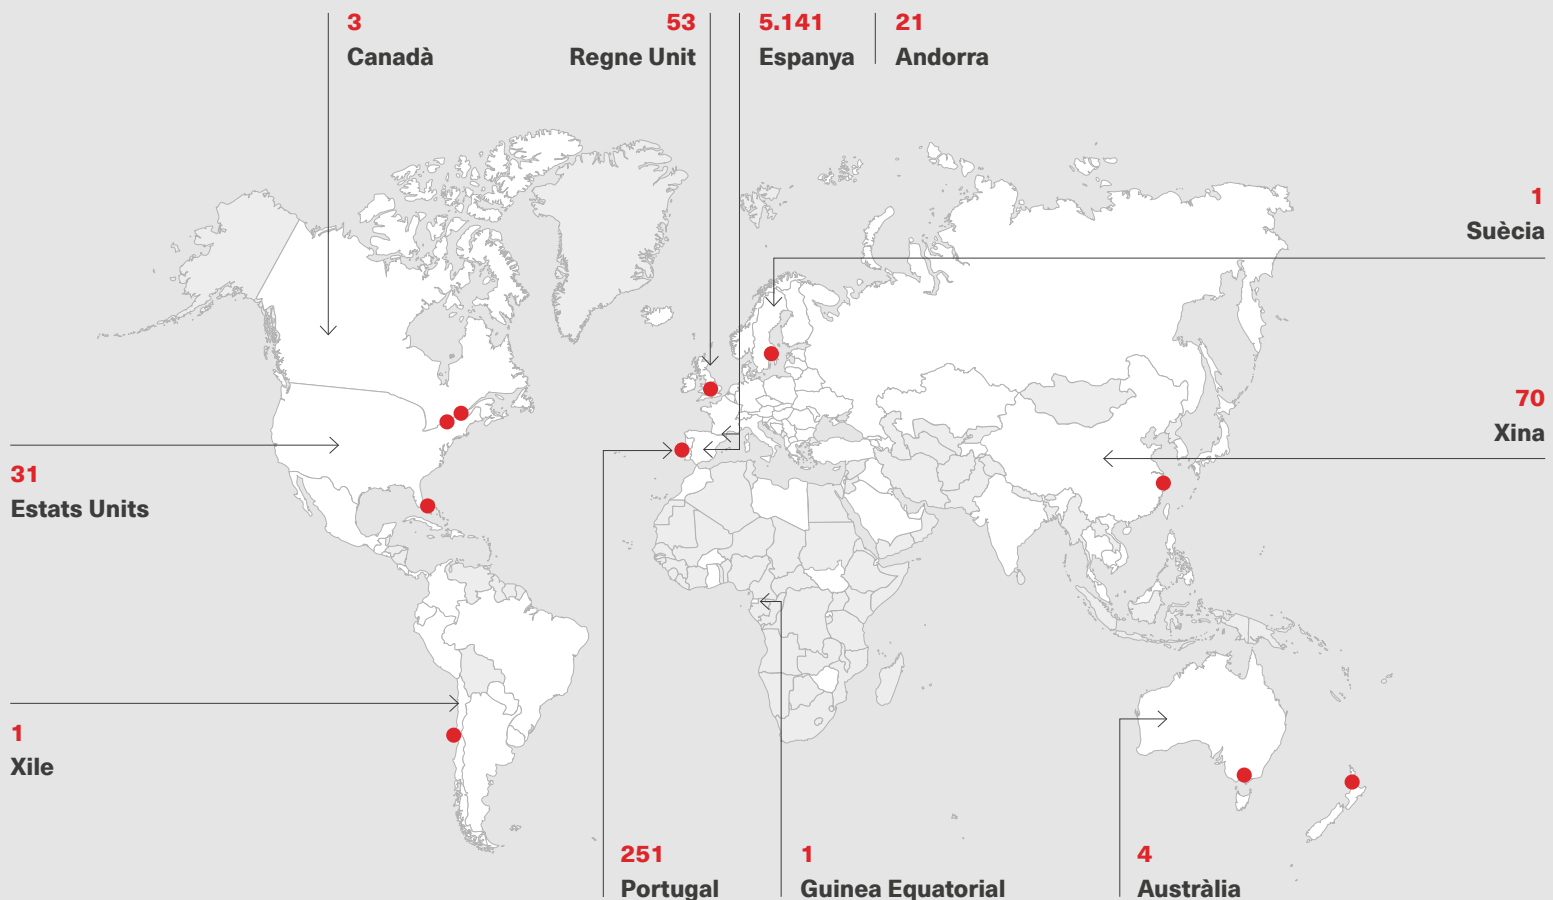 3
Canadà
53
Regne Unit
5.141
Espanya
21
Andorra
1
Suècia
70
Xina
31
Estats Units
1
Xile
251
Portugal
1
Guinea Equatorial
4
Austràlia